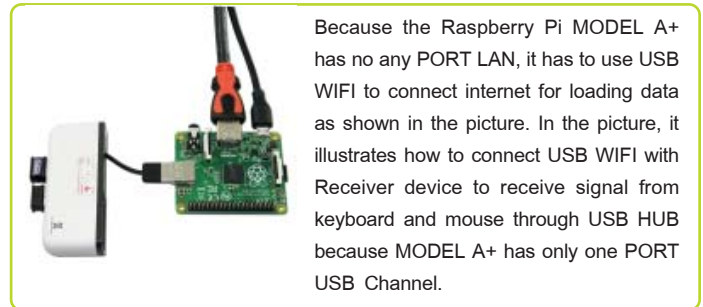 Because the Raspberry Pi MODEL A+
has no any PORT LAN, it has to use USB
WIFI to connect internet for loading data
as shown in the picture. In the picture, it
illustrates how to connect USB WIFI with
Receiver device to receive signal from
keyboard and mouse through USB HUB
because MODEL A+ has only one PORT
USB Channel.